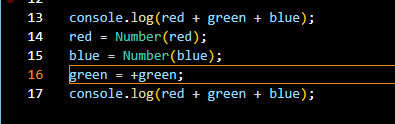 13 console.log(red + green + blue);
14 red = Number(red);
15 blue = Number(blue);
16 green = +green;
17 console.log(red + green + blue);